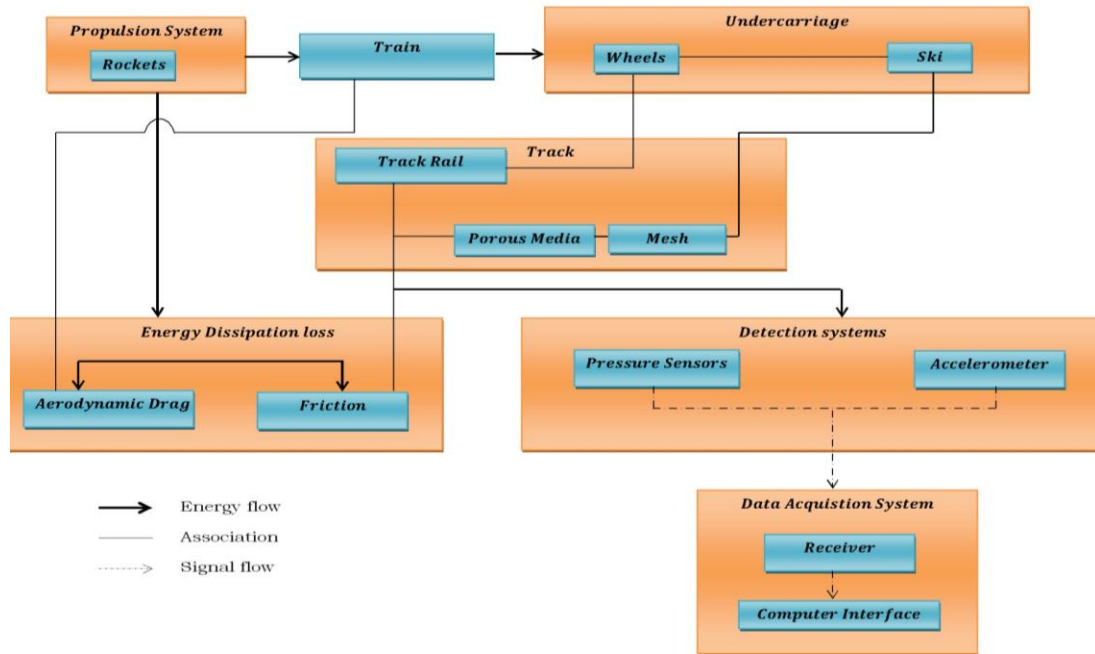 Propulsion System
Rockets
Train
Undercarriage
Wheels
Ski
Track
Track Rail
Porous Media
Mesh
Energy Dissipation loss
Aerodynamic Drag
Friction
Detection systems
Pressure Sensors
Accelerometer
Energy flow
Association
Signal flow
Data Acquistion System
Receiver
Computer Interface